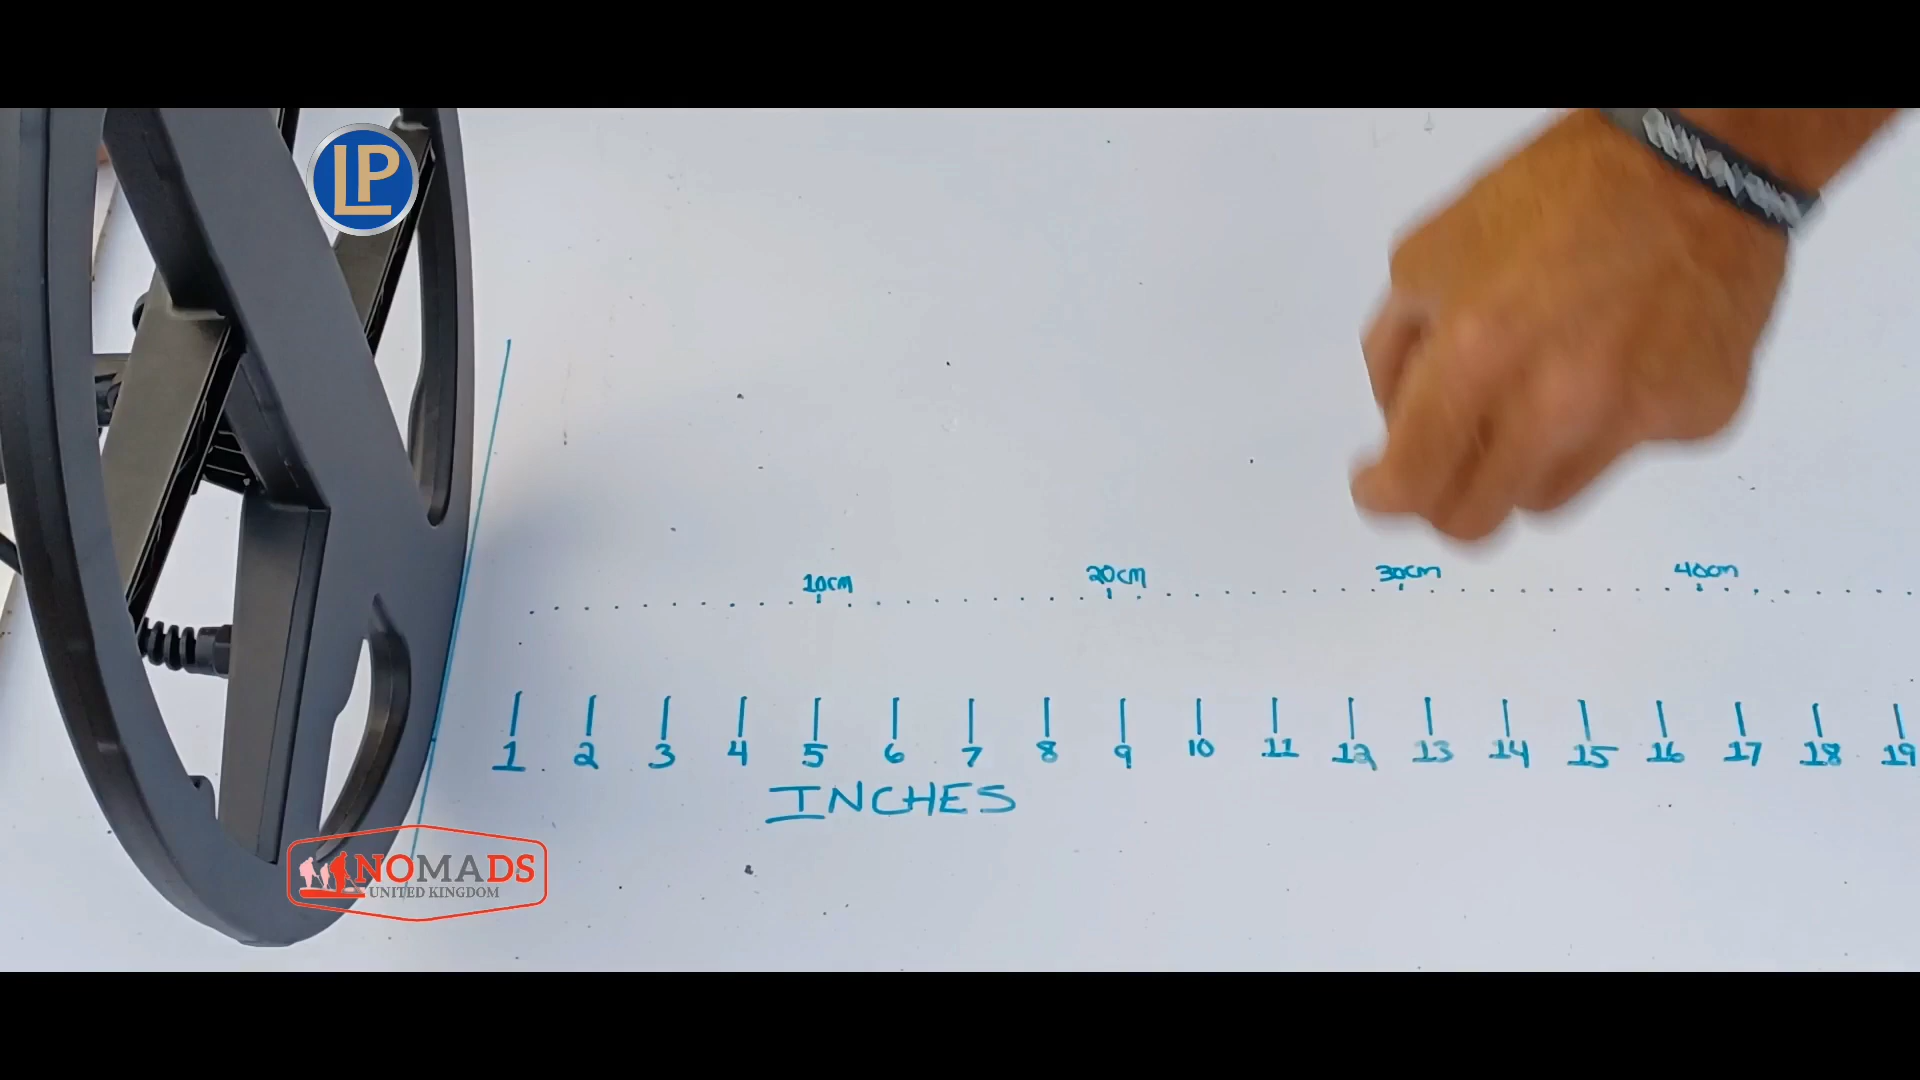 LP
10cm 20cm 30cm 40cm
1 2 3 4 5 6 7 8 9 10 11 12 13 14 15 16 17 18 19
INCHES
NOMADS
UNITED KINGDOM